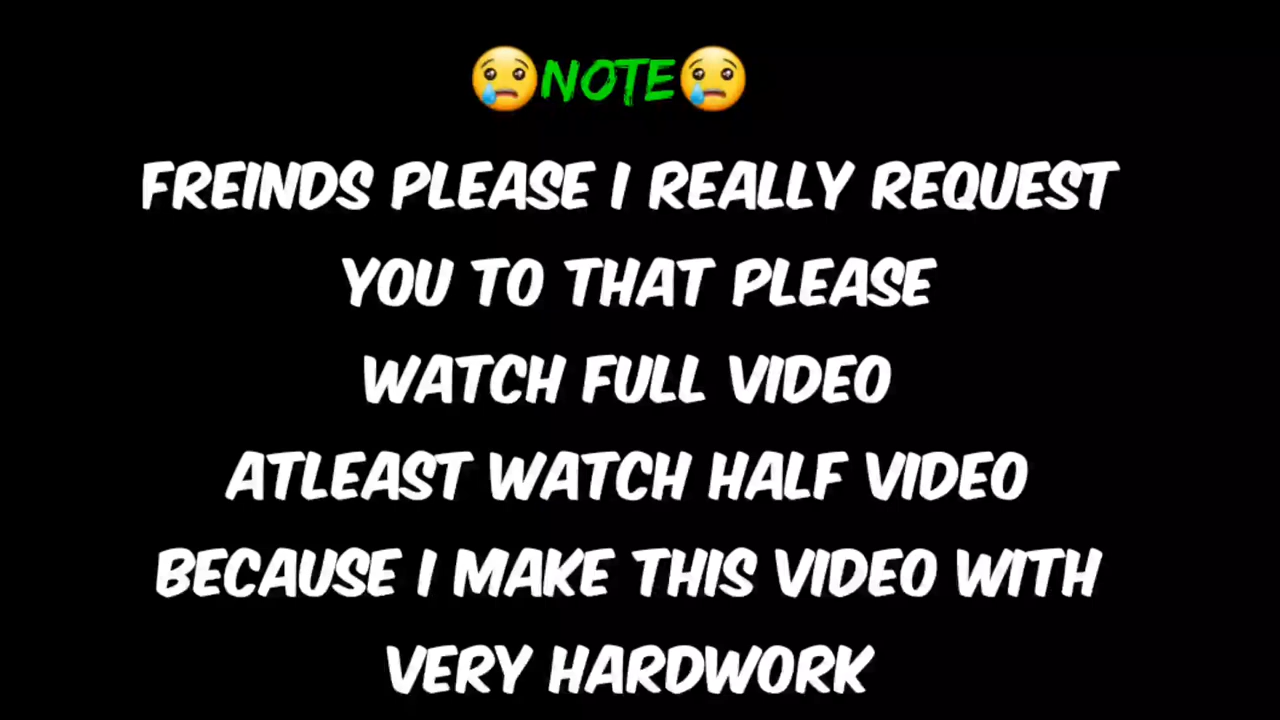 😢NOTE😢
FREINDS PLEASE I REALLY REQUEST
YOU TO THAT PLEASE
WATCH FULL VIDEO
ATLEAST WATCH HALF VIDEO
BECAUSE I MAKE THIS VIDEO WITH
VERY HARDWORK